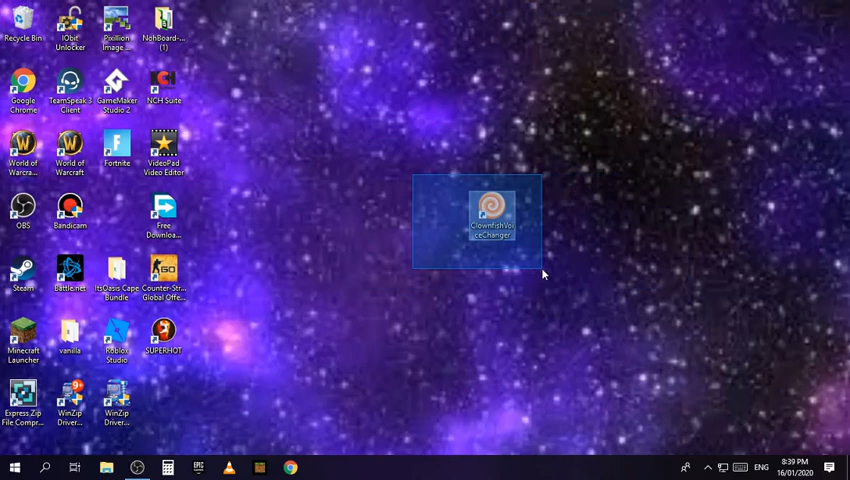 Recycle Bin
IObit
Unlocker
Pixillion
Image ...
NohBoard-...
(1)
Google
Chrome
TeamSpeak 3
Client
GameMaker
Studio 2
NCH Suite
World of
Warcra...
World of
Warcraft
Fortnite
VideoPad
Video Editor
OBS
Bandicam
Free
Downloa...
ClownfishVoi
ceChanger
Steam
Battle.net
ItsOasis Cape
Bundle
Counter-Str...
Global Offe...
Minecraft
Launcher
vanilla
Roblox
Studio
SUPERHOT
Express Zip
File Compr...
WinZip
Driver...
WinZip
Driver...
EPIC
ENG
8:39 PM
16/01/2020